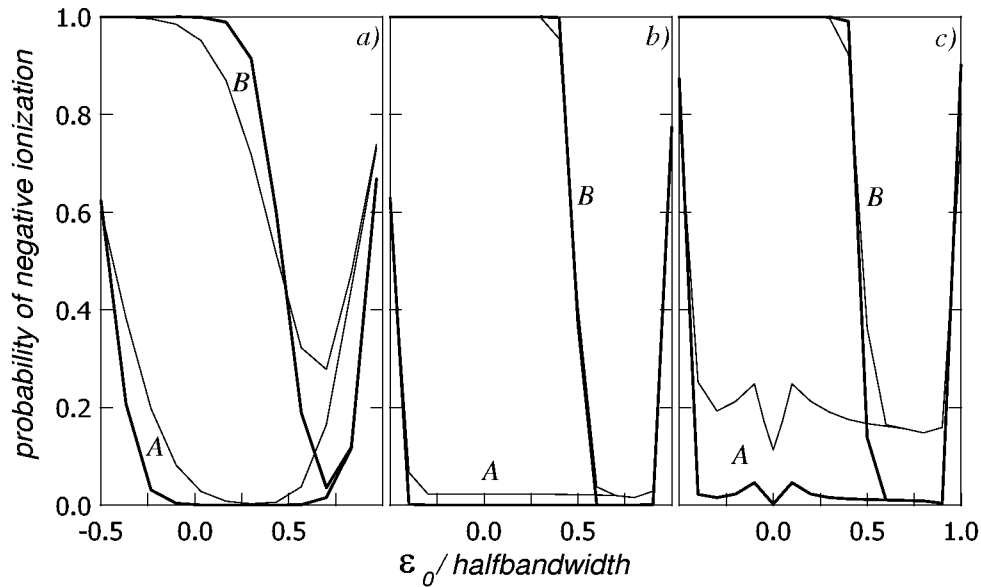 1.0
0.8
0.6
0.4
0.2
0.0
probability of negative ionization
a)
B
A
b)
B
A
c)
B
A
-0.5 0.0 0.5 0.0 0.5 0.0 0.5 1.0
ε0 / halfbandwidth